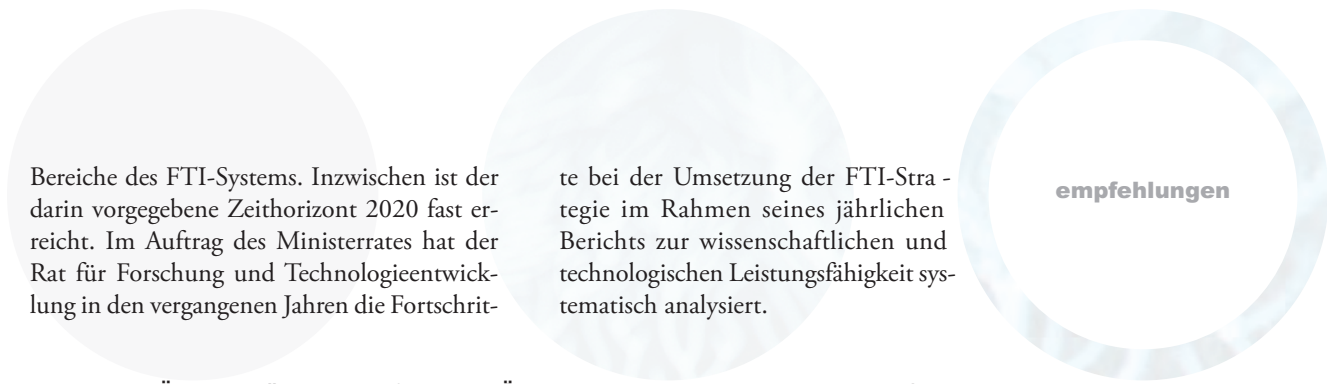 Bereiche des FTI-Systems. Inzwischen ist der
darin vorgegebene Zeithorizont 2020 fast er-
reicht. Im Auftrag des Ministerrates hat der
Rat für Forschung und Technologieentwick-
lung in den vergangenen Jahren die Fortschrit-
te bei der Umsetzung der FTI-Stra -
tegie im Rahmen seines jährlichen
Berichts zur wissenschaftlichen und
technologischen Leistungsfähigkeit sys-
tematisch analysiert.
empfehlungen